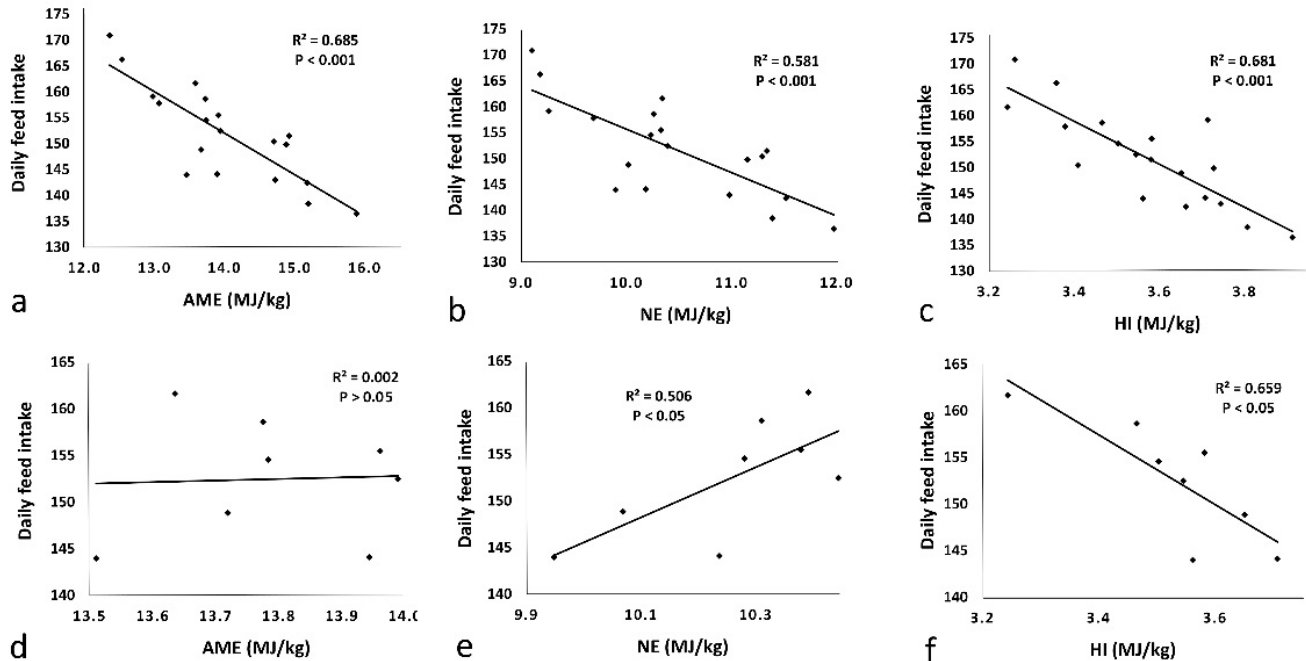 175
170
165
160
155
150
145
140
135
130
Daily feed intake
R² = 0.685
P < 0.001
12.0 13.0 14.0 15.0 16.0
AME (MJ/kg)
a
175
170
165
160
155
150
145
140
135
130
Daily feed intake
R² = 0.581
P < 0.001
9.0 10.0 11.0 12.0
NE (MJ/kg)
b
175
170
165
160
155
150
145
140
135
130
Daily feed intake
R² = 0.681
P < 0.001
3.2 3.4 3.6 3.8
HI (MJ/kg)
c
165
160
155
150
145
140
Daily feed intake
R² = 0.002
P > 0.05
13.5 13.6 13.7 13.8 13.9 14.0
AME (MJ/kg)
d
165
160
155
150
145
140
Daily feed intake
R² = 0.506
P < 0.05
9.9 10.1 10.3
NE (MJ/kg)
e
165
160
155
150
145
140
Daily feed intake
R² = 0.659
P < 0.05
3.2 3.4 3.6
HI (MJ/kg)
f